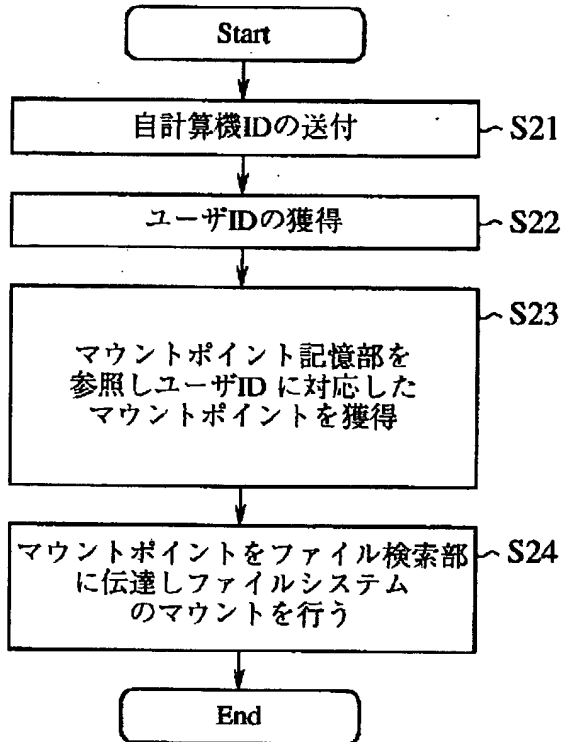 Start
自計算機IDの送付
S21
ユーザIDの獲得
S22
S23
マウントポイント記憶部を
参照しユーザID に対応した
マウントポイントを獲得
マウントポイントをファイル検索部
S24
に伝達しファイルシステム
のマウントを行う
End